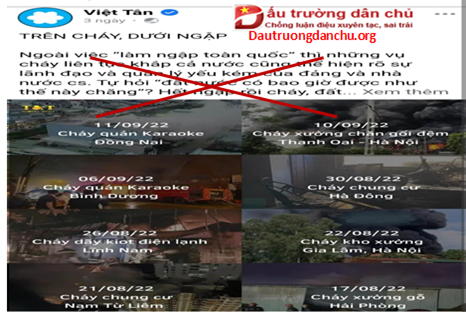 Việt Tân
3 ngày
Đấu trường dân chủ
Chống luận điệu xuyên tạc, sai trái
Dautruongdanchu.org
TRÊN CHÁY, DƯỚI NGẬP
Ngoài việc "làm ngập toàn quốc" thì những vụ
cháy liên tọa khắp cả nước cũng thể hiện rõ sự
lãnh đạo và quản lý yếu kém của đảng và nhà
nước cs. Tự hỏi "đất nước có bao giờ được như
thế này chăng"? Hết ngập rồi cháy, đất... Xem thêm
11/09/22
Cháy quán Karaoke
Đồng Nai
10/09/22
Cháy xưởng chăn gối đệm
Thanh Oai - Hà Nội
06/09/22
Cháy quán Karaoke
Bình Dương
30/08/22
Cháy chung cư
Hà Đông
26/08/22
Cháy dãy kiot điện lạnh
Lĩnh Nam
22/08/22
Cháy kho xưởng
Gia Lâm, Hà Nội
21/08/22
Cháy chung cư
Nam Từ Liêm
17/08/22
Cháy xưởng gỗ
Hải Phòng